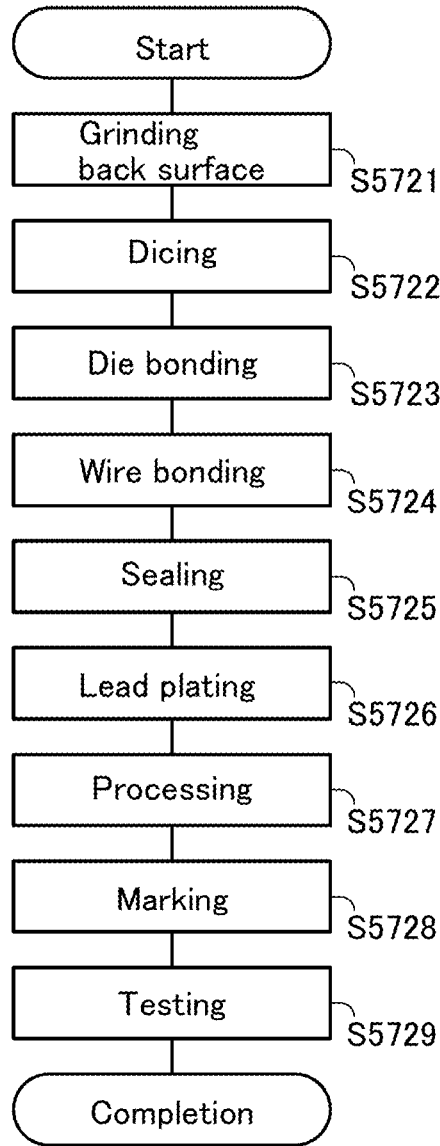 Start
Grinding
back surface
S5721
Dicing
S5722
Die bonding
S5723
Wire bonding
S5724
Sealing
S5725
Lead plating
S5726
Processing
S5727
Marking
S5728
Testing
S5729
Completion